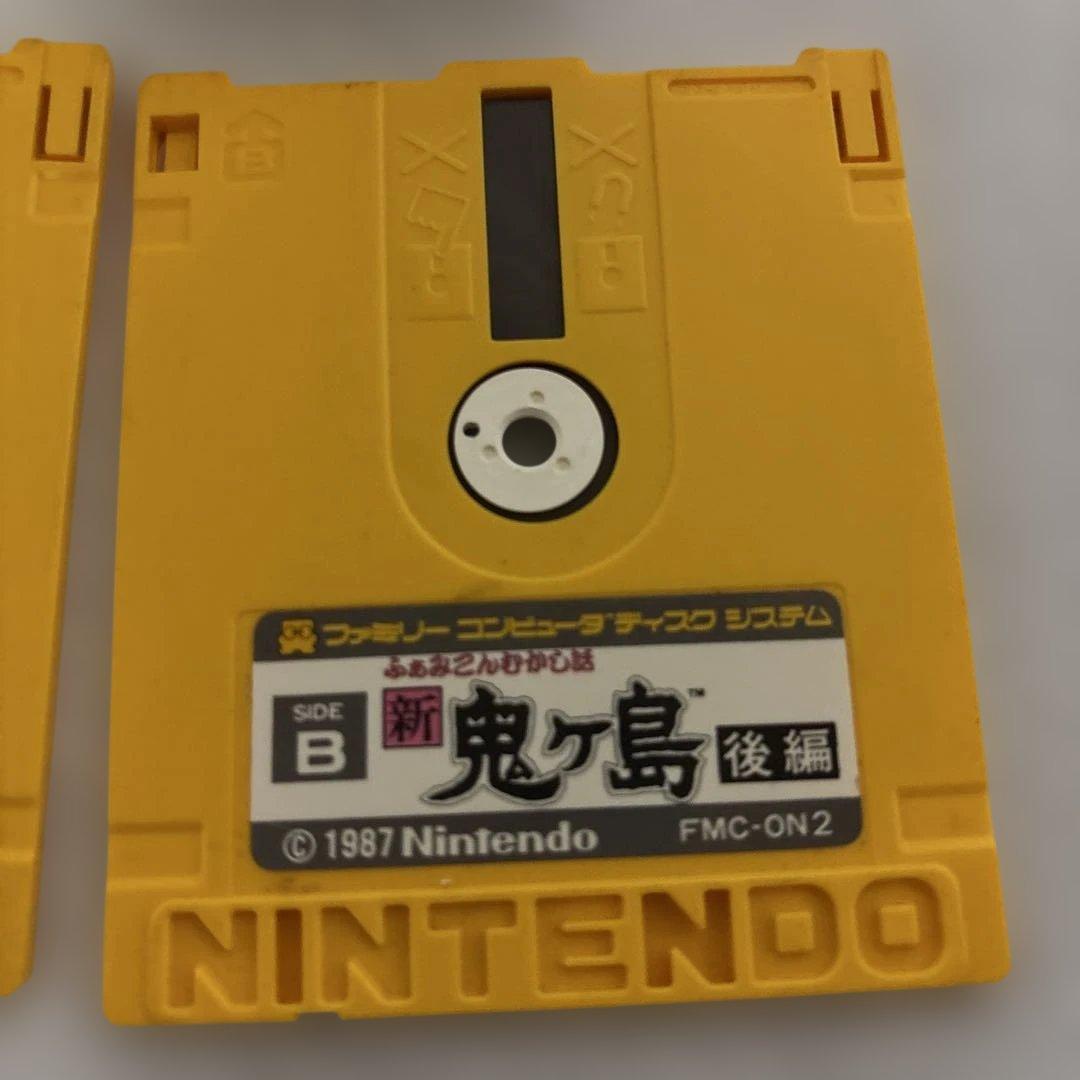 B
ファミリー コンピュータ ディスク システム
ふぁみこんむかし話
SIDE
B
新 鬼ヶ島™ 後編
© 1987 Nintendo
FMC-ON2
NINTENDO